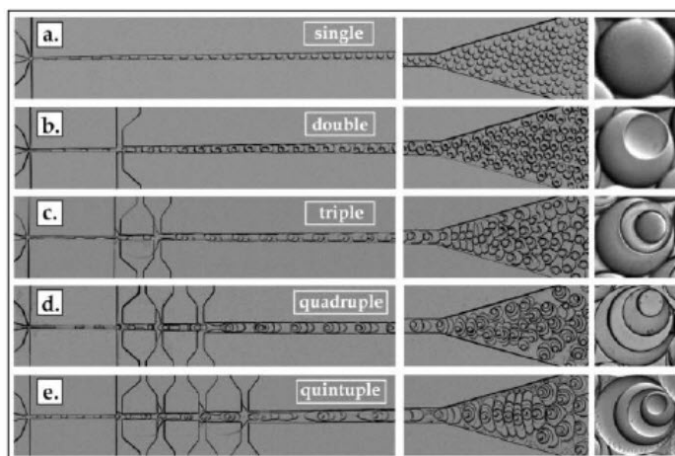 a.
single
b.
double
c.
triple
d.
quadruple
e.
quintuple